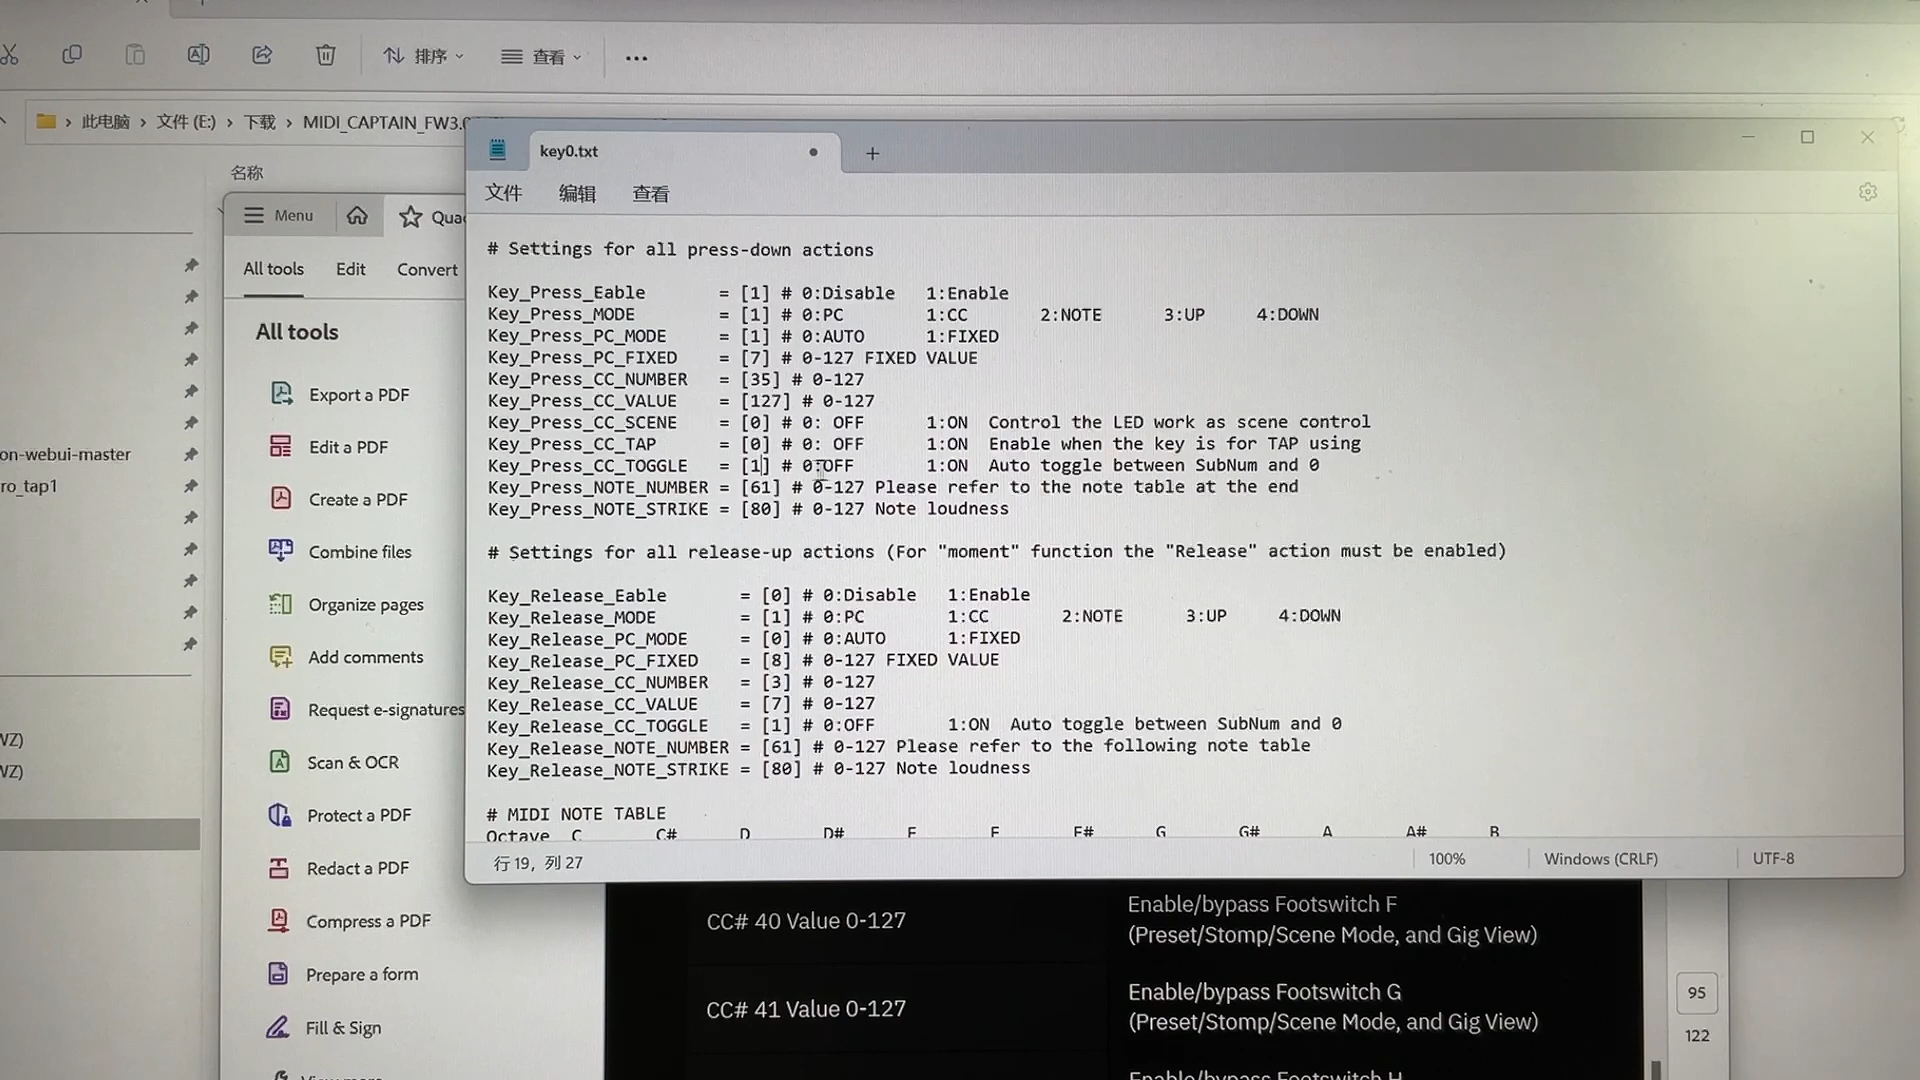 排序
查看
此电脑 > 文件 (E:) > 下载 > MIDI_CAPTAIN_FW3.
名称
key0.txt
文件 编辑 查看
Menu
All tools Edit Convert
All tools
Export a PDF
Edit a PDF
Create a PDF
Combine files
Organize pages
Add comments
Request e-signatures
Scan & OCR
Protect a PDF
Redact a PDF
Compress a PDF
Prepare a form
Fill & Sign
on-webui-master
ro_tap1
WZ)
WZ)
# Settings for all press-down actions
Key_Press_Eable = [1] # 0:Disable 1:Enable
Key_Press_MODE = [1] # 0:PC 1:CC 2:NOTE 3:UP 4:DOWN
Key_Press_PC_MODE = [1] # 0:AUTO 1:FIXED
Key_Press_PC_FIXED = [7] # 0-127 FIXED VALUE
Key_Press_CC_NUMBER = [35] # 0-127
Key_Press_CC_VALUE = [127] # 0-127
Key_Press_CC_SCENE = [0] # 0: OFF 1:ON Control the LED work as scene control
Key_Press_CC_TAP = [0] # 0: OFF 1:ON Enable when the key is for TAP using
Key_Press_CC_TOGGLE = [1] # 0:OFF 1:ON Auto toggle between SubNum and 0
Key_Press_NOTE_NUMBER = [61] # 0-127 Please refer to the note table at the end
Key_Press_NOTE_STRIKE = [80] # 0-127 Note loudness
# Settings for all release-up actions (For "moment" function the "Release" action must be enabled)
Key_Release_Eable = [0] # 0:Disable 1:Enable
Key_Release_MODE = [1] # 0:PC 1:CC 2:NOTE 3:UP 4:DOWN
Key_Release_PC_MODE = [0] # 0:AUTO 1:FIXED
Key_Release_PC_FIXED = [8] # 0-127 FIXED VALUE
Key_Release_CC_NUMBER = [3] # 0-127
Key_Release_CC_VALUE = [7] # 0-127
Key_Release_CC_TOGGLE = [1] # 0:OFF 1:ON Auto toggle between SubNum and 0
Key_Release_NOTE_NUMBER = [61] # 0-127 Please refer to the following note table
Key_Release_NOTE_STRIKE = [80] # 0-127 Note loudness
# MIDI NOTE TABLE
Octave C C# D D# E F F# G G# A A# B
行 19, 列 27 100% Windows (CRLF) UTF-8
CC# 40 Value 0-127
Enable/bypass Footswitch F
(Preset/Stomp/Scene Mode, and Gig View)
CC# 41 Value 0-127
Enable/bypass Footswitch G
(Preset/Stomp/Scene Mode, and Gig View)
Enable/bypass Footswitch H
95
122